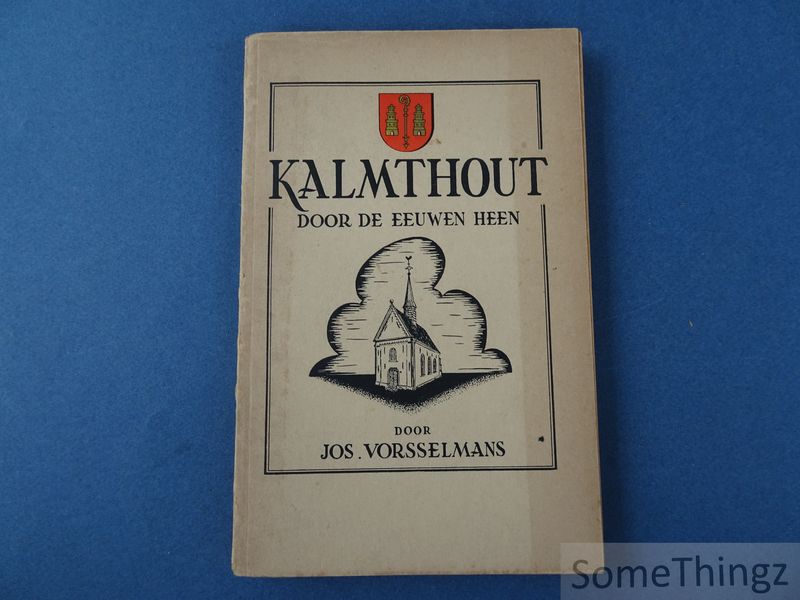 KALMTHOUT
DOOR DE EEUWEN HEEN
DOOR
JOS. VORSSELMANS
SomeThingz